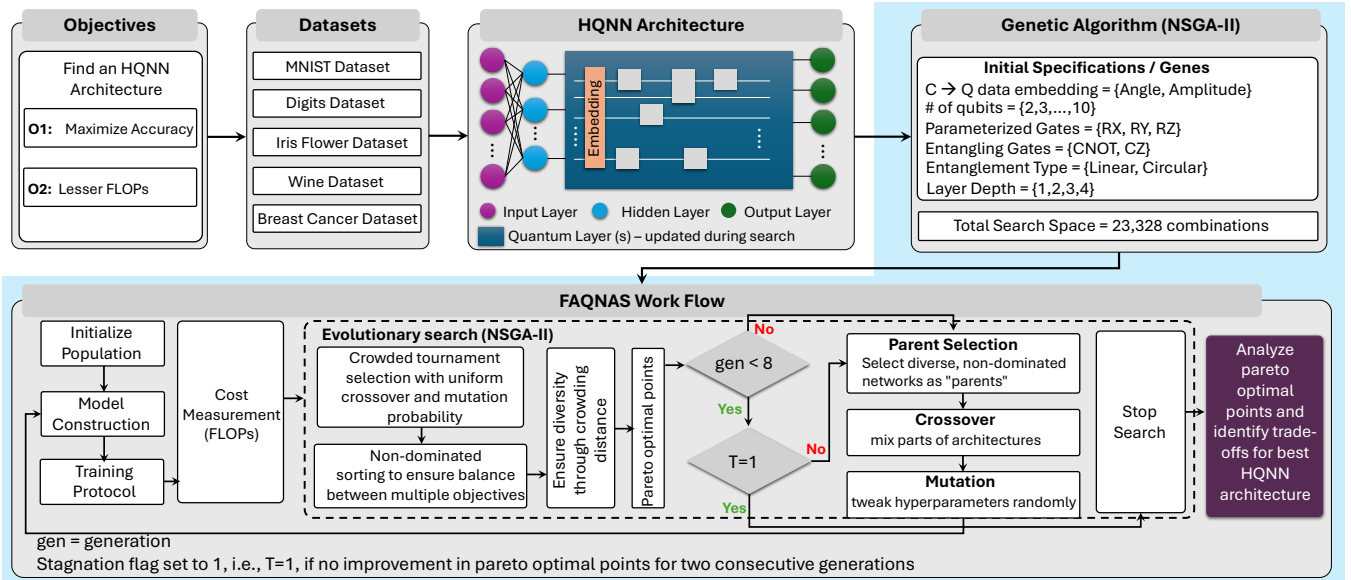 Objectives
Find an HQNN
Architecture
O1: Maximize Accuracy
O2: Lesser FLOPs
Datasets
MNIST Dataset
Digits Dataset
Iris Flower Dataset
Wine Dataset
Breast Cancer Dataset
HQNN Architecture
Embedding
Input Layer
Hidden Layer
Output Layer
Quantum Layer (s) – updated during search
Genetic Algorithm (NSGA-II)
Initial Specifications / Genes
C → Q data embedding = {Angle, Amplitude}
# of qubits = {2,3,...,10}
Parameterized Gates = {RX, RY, RZ}
Entangling Gates = {CNOT, CZ}
Entanglement Type = {Linear, Circular}
Layer Depth = {1,2,3,4}
Total Search Space = 23,328 combinations
FAQNAS Work Flow
Initialize
Population
Model
Construction
Training
Protocol
Cost
Measurement
(FLOPs)
Evolutionary search (NSGA-II)
Crowded tournament
selection with uniform
crossover and mutation
probability
Non-dominated
sorting to ensure balance
between multiple objectives
Ensure diversity
through crowding
distance
Pareto optimal points
gen < 8
No
Yes
T=1
No
Yes
Parent Selection
Select diverse, non-dominated
networks as "parents"
Crossover
mix parts of architectures
Mutation
tweak hyperparameters randomly
Stop
Search
Analyze
pareto
optimal
points and
identify trade-
offs for best
HQNN
architecture
gen = generation
Stagnation flag set to 1, i.e., T=1, if no improvement in pareto optimal points for two consecutive generations